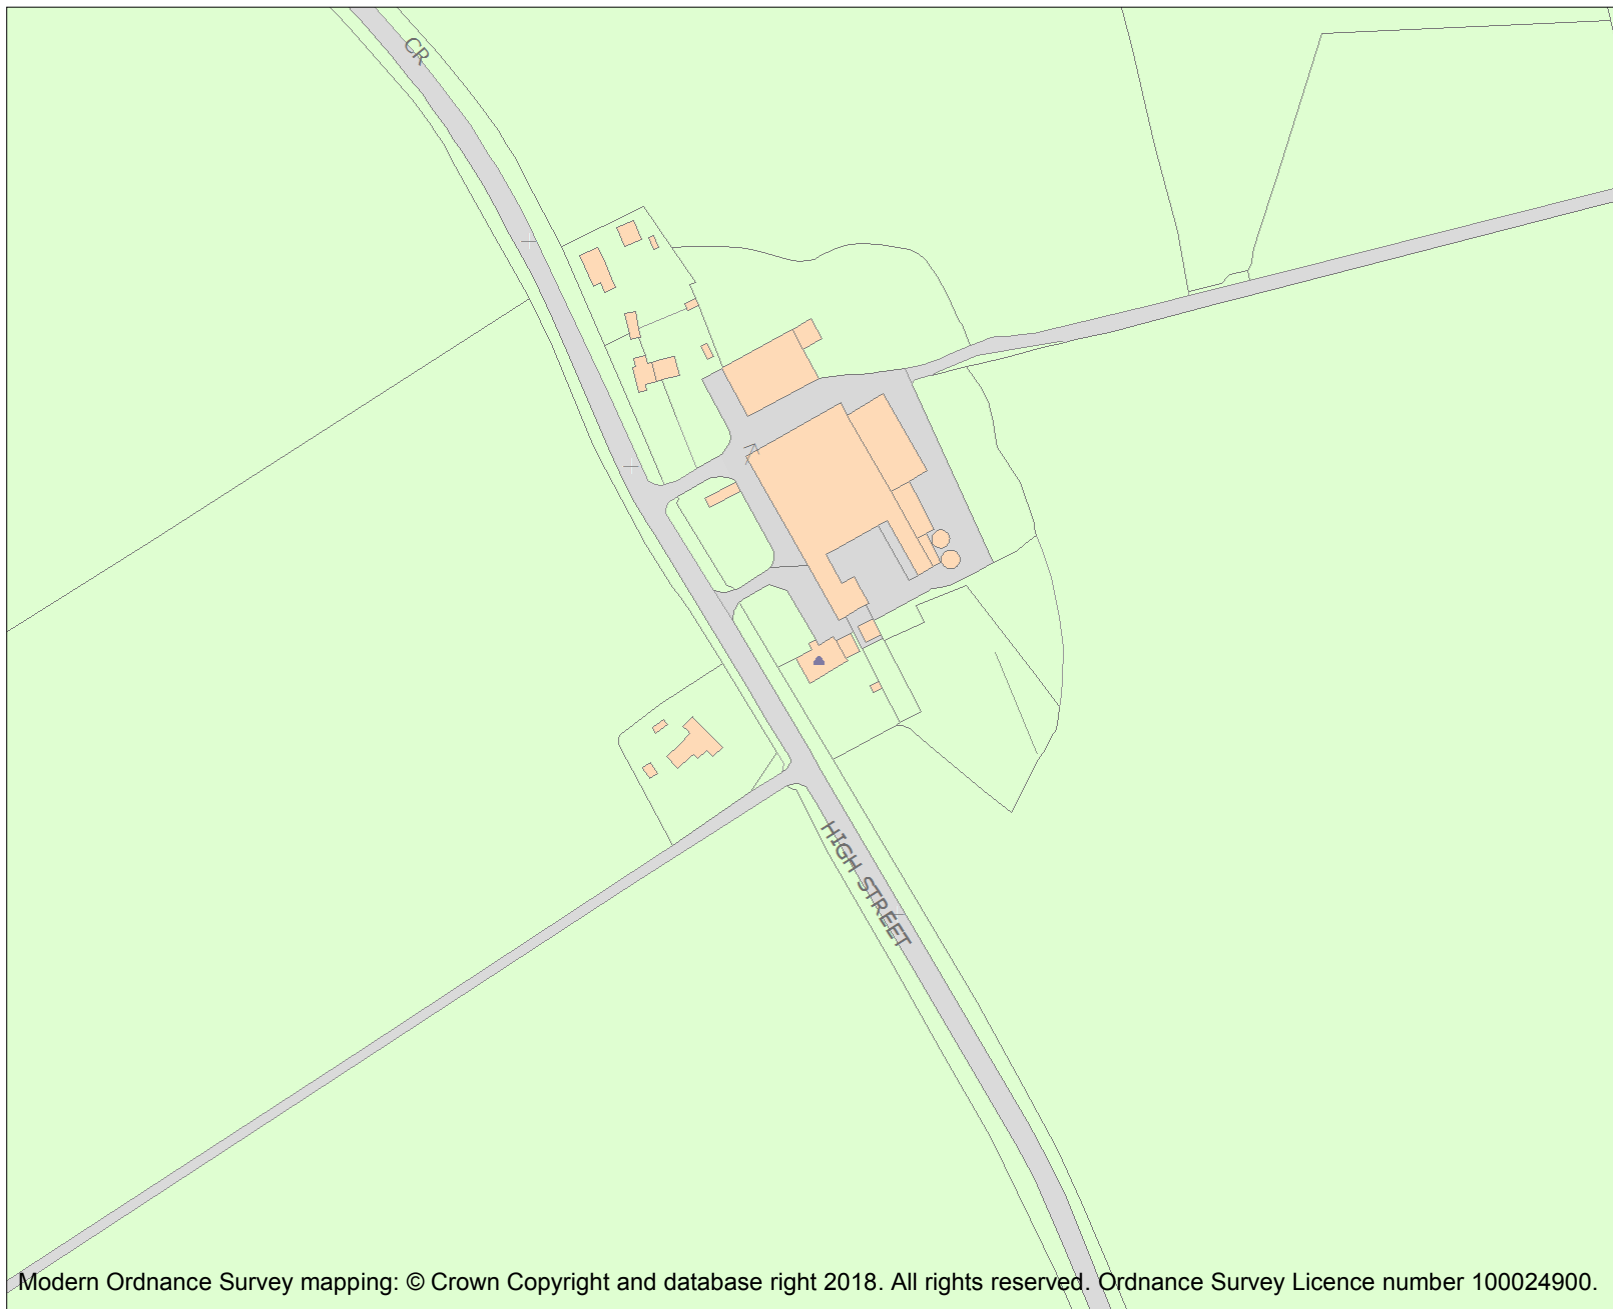 CR
HIGH STREET
Modern Ordnance Survey mapping: © Crown Copyright and database right 2018. All rights reserved. Ordnance Survey Licence number 100024900.